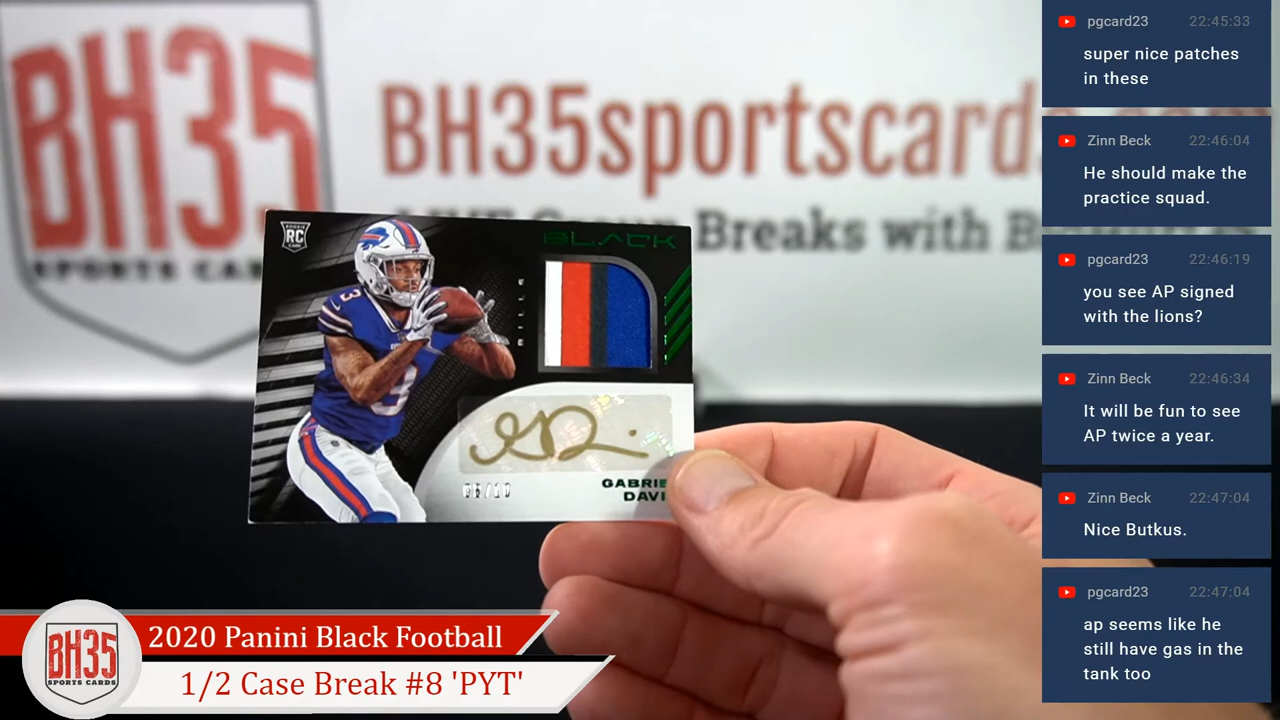 BH35
SPORTS CAR
BH35sportscard
Breaks with B
RC
BLACK
BILLS
3
3
GABRIE
DAVI
BH35
SPORTS CARDS
2020 Panini Black Football
1/2 Case Break #8 'PYT'
pgcard23 22:45:33
super nice patches
in these
Zinn Beck 22:46:04
He should make the
practice squad.
pgcard23 22:46:19
you see AP signed
with the lions?
Zinn Beck 22:46:34
It will be fun to see
AP twice a year.
Zinn Beck 22:47:04
Nice Butkus.
pgcard23 22:47:04
ap seems like he
still have gas in the
tank too